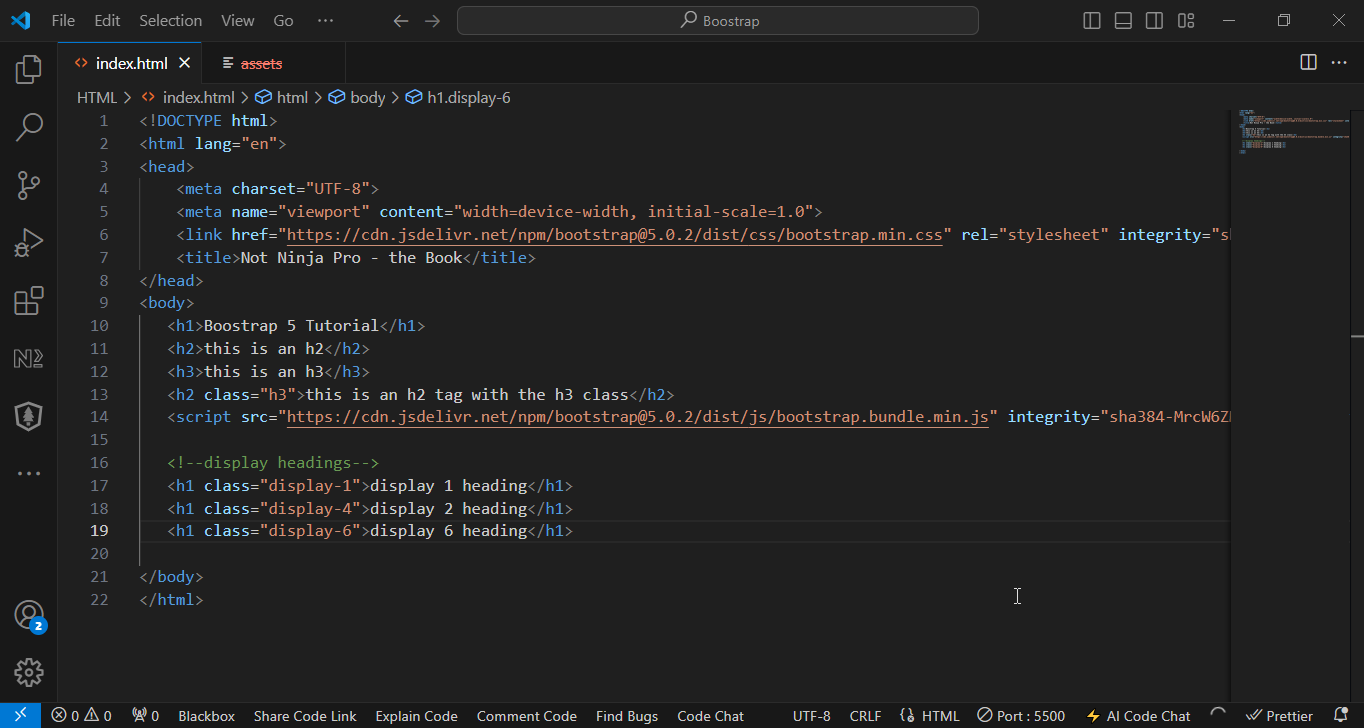 File Edit Selection View Go ··· Boostrap
index.html assets
HTML > index.html > html > body > h1.display-6
1 <!DOCTYPE html>
2 <html lang="en">
3 <head>
4 <meta charset="UTF-8">
5 <meta name="viewport" content="width=device-width, initial-scale=1.0">
6 <link href="https://cdn.jsdelivr.net/npm/bootstrap@5.0.2/dist/css/bootstrap.min.css" rel="stylesheet" integrity="sh
7 <title>Not Ninja Pro - the Book</title>
8 </head>
9 <body>
10 <h1>Boostrap 5 Tutorial</h1>
11 <h2>this is an h2</h2>
12 <h3>this is an h3</h3>
13 <h2 class="h3">this is an h2 tag with the h3 class</h2>
14 <script src="https://cdn.jsdelivr.net/npm/bootstrap@5.0.2/dist/js/bootstrap.bundle.min.js" integrity="sha384-MrcW6Z
15
16 <!--display headings-->
17 <h1 class="display-1">display 1 heading</h1>
18 <h1 class="display-4">display 2 heading</h1>
19 <h1 class="display-6">display 6 heading</h1>
20
21 </body>
22 </html>
2
0 0 0 Blackbox Share Code Link Explain Code Comment Code Find Bugs Code Chat UTF-8 CRLF HTML Port : 5500 AI Code Chat Prettier